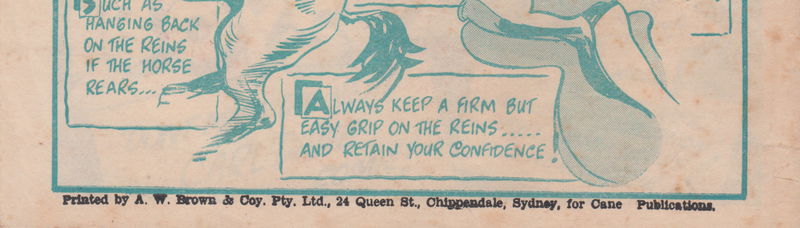 SUCH AS
HANGING BACK
ON THE REINS
IF THE HORSE
REARS...
ALWAYS KEEP A FIRM BUT
EASY GRIP ON THE REINS.....
AND RETAIN YOUR CONFIDENCE!
Printed by A. W. Brown & Coy. Pty. Ltd., 24 Queen St., Chippendale, Sydney, for Cane Publications.